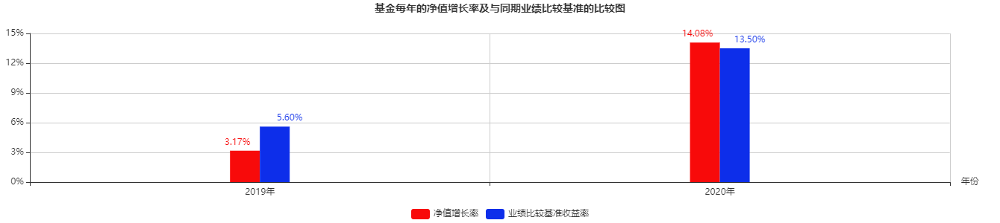 基金每年的净值增长率及与同期业绩比较基准的比较图
15%
12%
9%
6%
3%
0%
3.17%
5.60%
14.08%
13.50%
2019年
2020年
年份
净值增长率
业绩比较基准收益率